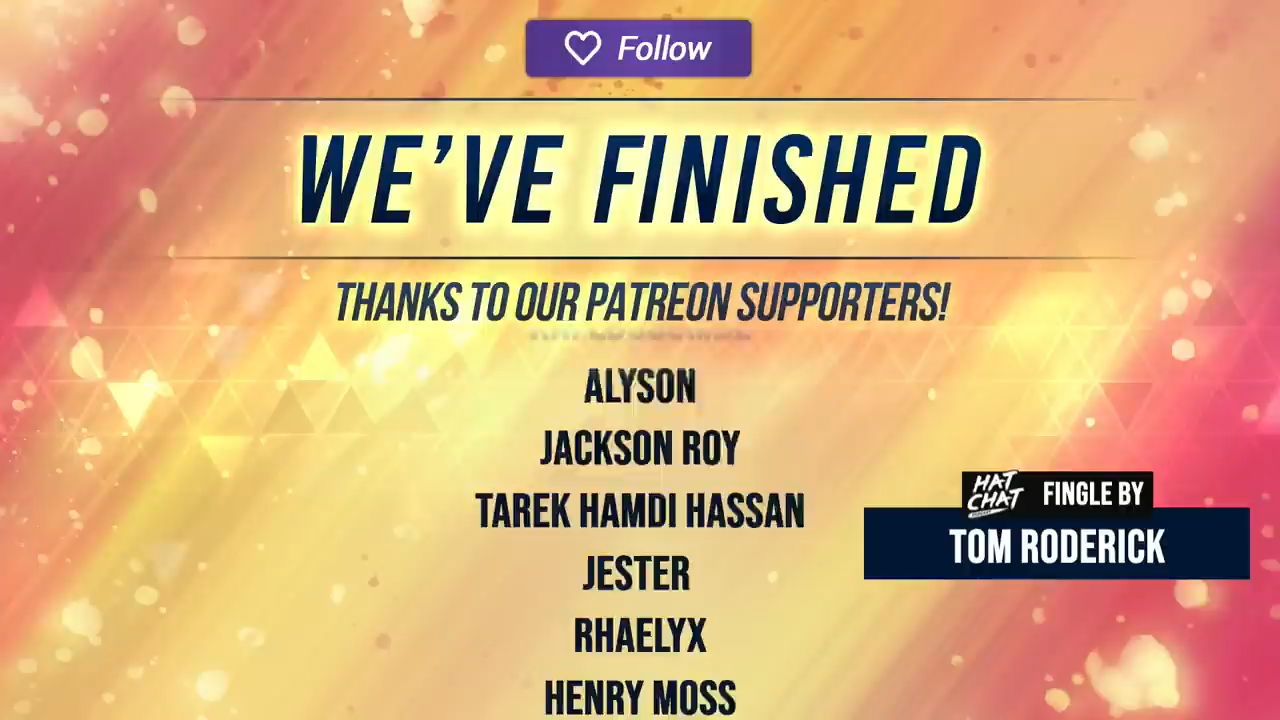 Follow
WE'VE FINISHED
THANKS TO OUR PATREON SUPPORTERS!
ALYSON
JACKSON ROY
TAREK HAMDI HASSAN
HAT CHAT FINGLE BY
TOM RODERICK
JESTER
RHAELYX
HENRY MOSS